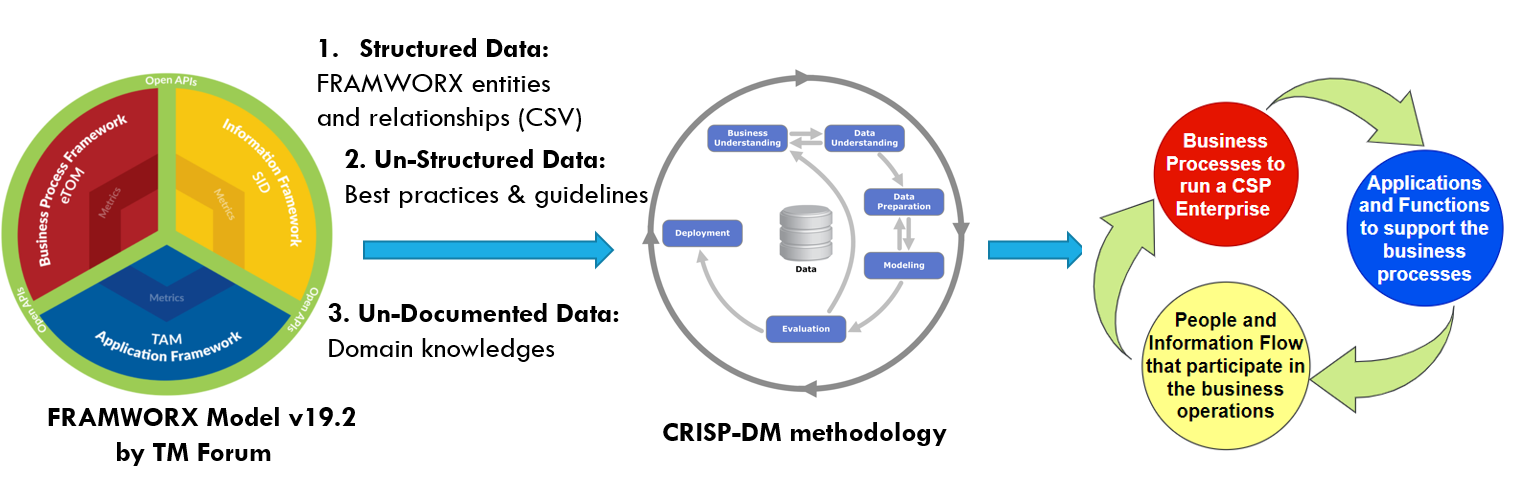 Open APIs
Business Process Framework
eTOM
Metrics
Information Framework
SID
Metrics
Metrics
TAM
Application Framework
Open APIs
Open APIs
FRAMWORX Model v19.2
by TM Forum
1. Structured Data:
FRAMWORX entities
and relationships (CSV)
2. Un-Structured Data:
Best practices & guidelines
3. Un-Documented Data:
Domain knowledges
Business
Understanding
Data
Understanding
Data
Preparation
Modeling
Evaluation
Deployment
Data
CRISP-DM methodology
Business
Processes to
run a CSP
Enterprise
Applications
and Functions
to support the
business
processes
People and
Information Flow
that participate in
the business
operations